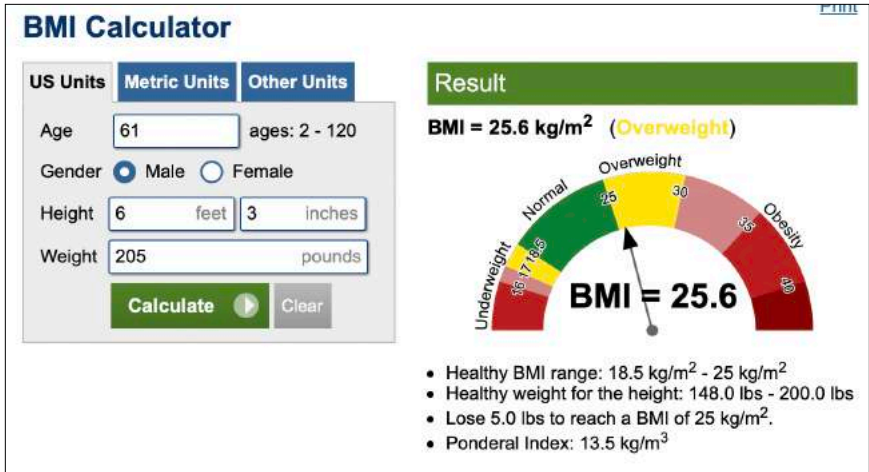 Print
BMI Calculator
US Units Metric Units Other Units
Age 61 ages: 2 - 120
Gender Male Female
Height 6 feet 3 inches
Weight 205 pounds
Calculate Clear
Result
BMI = 25.6 kg/m² (Overweight)
Underweight
Normal
Overweight
Obesity
16
17
18.5
25
30
35
40
BMI = 25.6
• Healthy BMI range: 18.5 kg/m² - 25 kg/m²
• Healthy weight for the height: 148.0 lbs - 200.0 lbs
• Lose 5.0 lbs to reach a BMI of 25 kg/m².
• Ponderal Index: 13.5 kg/m³